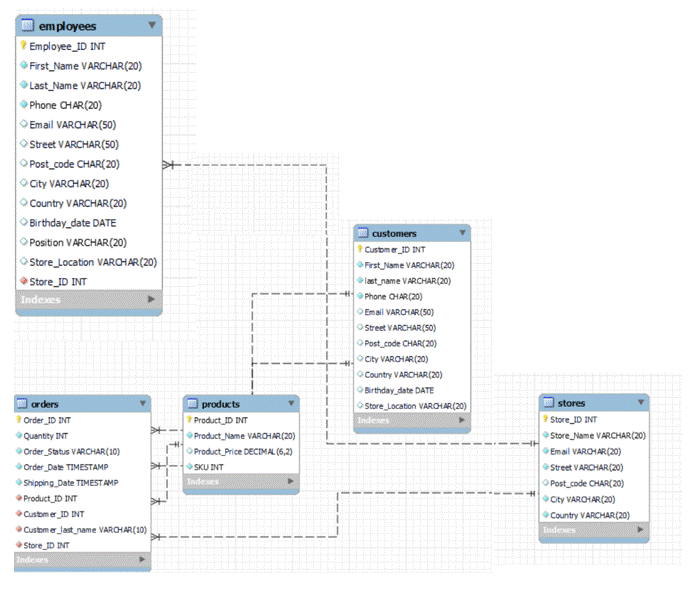 employees
Employee_ID INT
First_Name VARCHAR(20)
Last_Name VARCHAR(20)
Phone CHAR(20)
Email VARCHAR(50)
Street VARCHAR(50)
Post_code CHAR(20)
City VARCHAR(20)
Country VARCHAR(20)
Birthday_date DATE
Position VARCHAR(20)
Store_Location VARCHAR(20)
Store_ID INT
Indexes
customers
Customer_ID INT
First_Name VARCHAR(20)
last_name VARCHAR(20)
Phone CHAR(20)
Email VARCHAR(50)
Street VARCHAR(50)
Post_code CHAR(20)
City VARCHAR(20)
Country VARCHAR(20)
Birthday_date DATE
Store_Location VARCHAR(20)
Indexes
orders
Order_ID INT
Quantity INT
Order_Status VARCHAR(10)
Order_Date TIMESTAMP
Shipping_Date TIMESTAMP
Product_ID INT
Customer_ID INT
Customer_last_name VARCHAR(10)
Store_ID INT
Indexes
products
Product_ID INT
Product_Name VARCHAR(20)
Product_Price DECIMAL(6,2)
SKU INT
Indexes
stores
Store_ID INT
Store_Name VARCHAR(20)
Email VARCHAR(20)
Street VARCHAR(20)
Post_code CHAR(20)
City VARCHAR(20)
Country VARCHAR(20)
Indexes